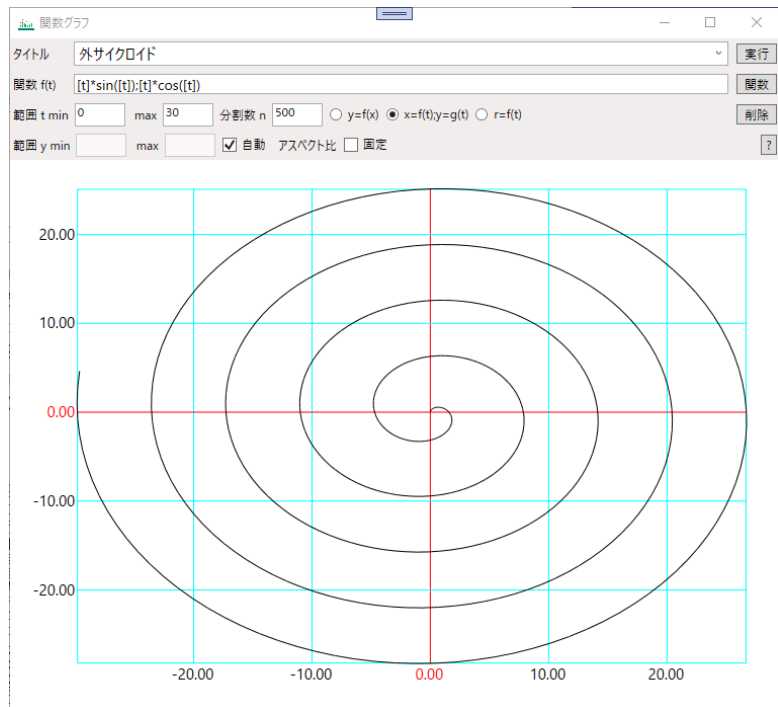 関数グラフ
タイトル 外サイクロイド 実行
関数 f(t) [t]*sin([t]);[t]*cos([t]) 関数
範囲 t min 0 max 30 分割数 n 500 y=f(x) x=f(t);y=g(t) r=f(t) 削除
範囲 y min max 自動 アスペクト比 固定 ?
20.00
10.00
0.00
-10.00
-20.00
-20.00 -10.00 0.00 10.00 20.00